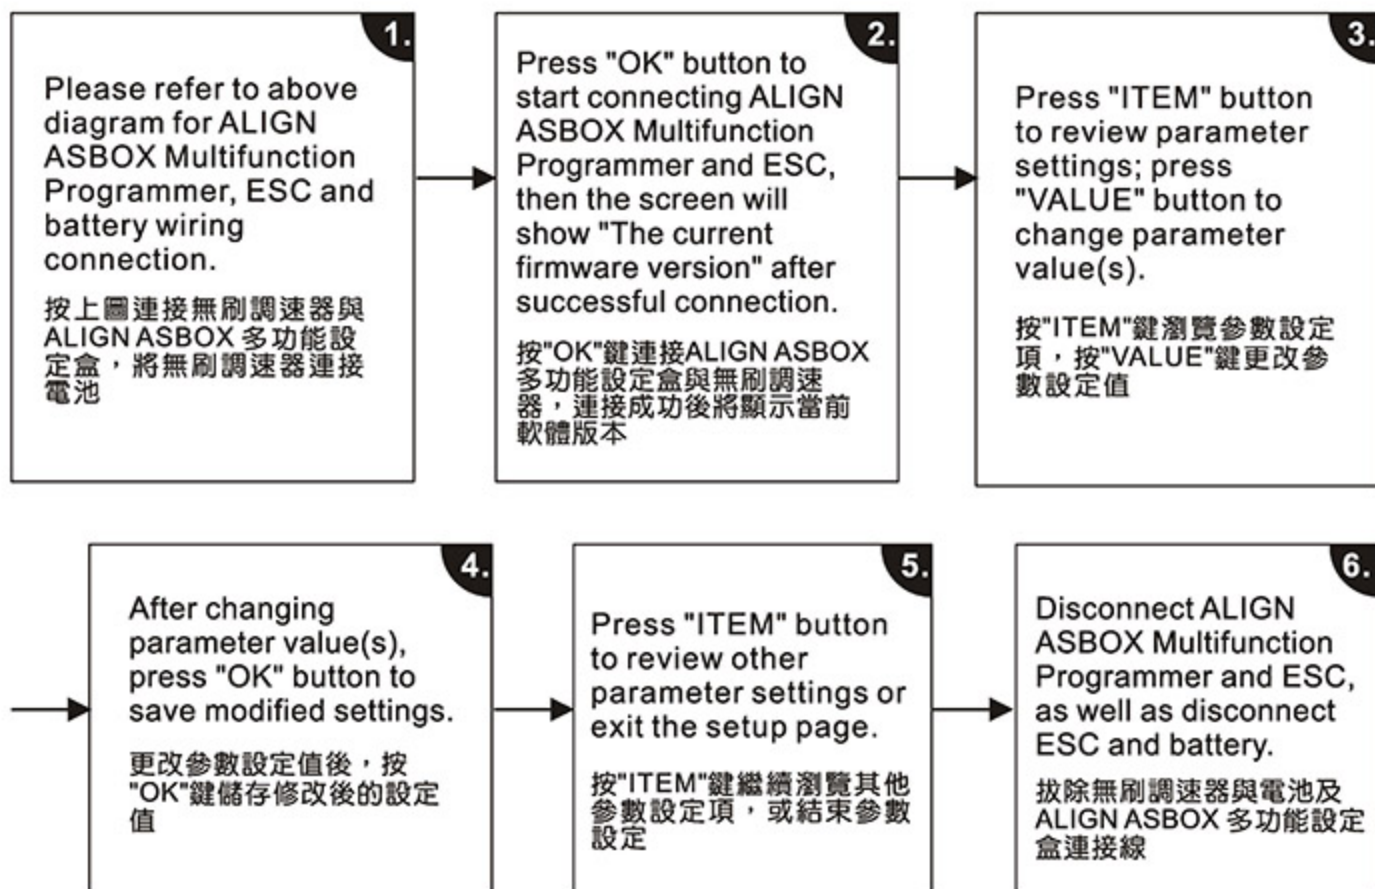 1.
Please refer to above
diagram for ALIGN
ASBOX Multifunction
Programmer, ESC and
battery wiring
connection.
按上圖連接無刷調速器與
ALIGN ASBOX 多功能設
定盒，將無刷調速器連接
電池
2.
Press "OK" button to
start connecting ALIGN
ASBOX Multifunction
Programmer and ESC,
then the screen will
show "The current
firmware version" after
successful connection.
按"OK"鍵連接ALIGN ASBOX
多功能設定盒與無刷調速
器，連接成功後將顯示當前
軟體版本
3.
Press "ITEM" button
to review parameter
settings; press
"VALUE" button to
change parameter
value(s).
按"ITEM"鍵瀏覽參數設定
項，按"VALUE"鍵更改參
數設定值
4.
After changing
parameter value(s),
press "OK" button to
save modified settings.
更改參數設定值後，按
"OK"鍵儲存修改後的設定
值
5.
Press "ITEM" button
to review other
parameter settings or
exit the setup page.
按"ITEM"鍵繼續瀏覽其他
參數設定項，或結束參數
設定
6.
Disconnect ALIGN
ASBOX Multifunction
Programmer and ESC,
as well as disconnect
ESC and battery.
拔除無刷調速器與電池及
ALIGN ASBOX 多功能設定
盒連接線